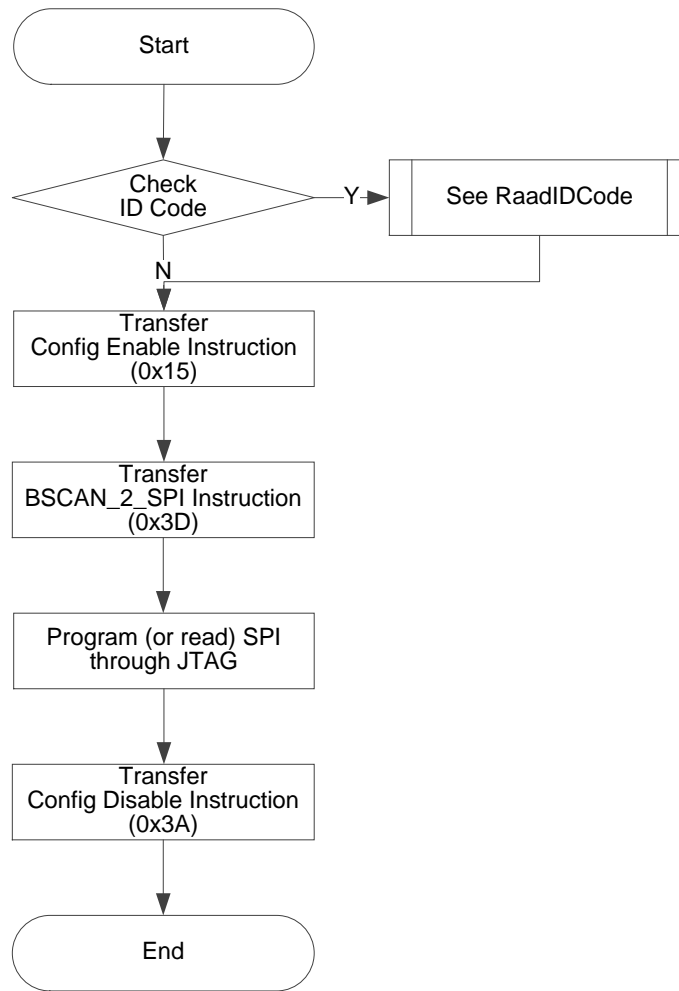 Start
Check
ID Code
Y
See RaadIDCode
N
Transfer
Config Enable Instruction
(0x15)
Transfer
BSCAN_2_SPI Instruction
(0x3D)
Program (or read) SPI
through JTAG
Transfer
Config Disable Instruction
(0x3A)
End